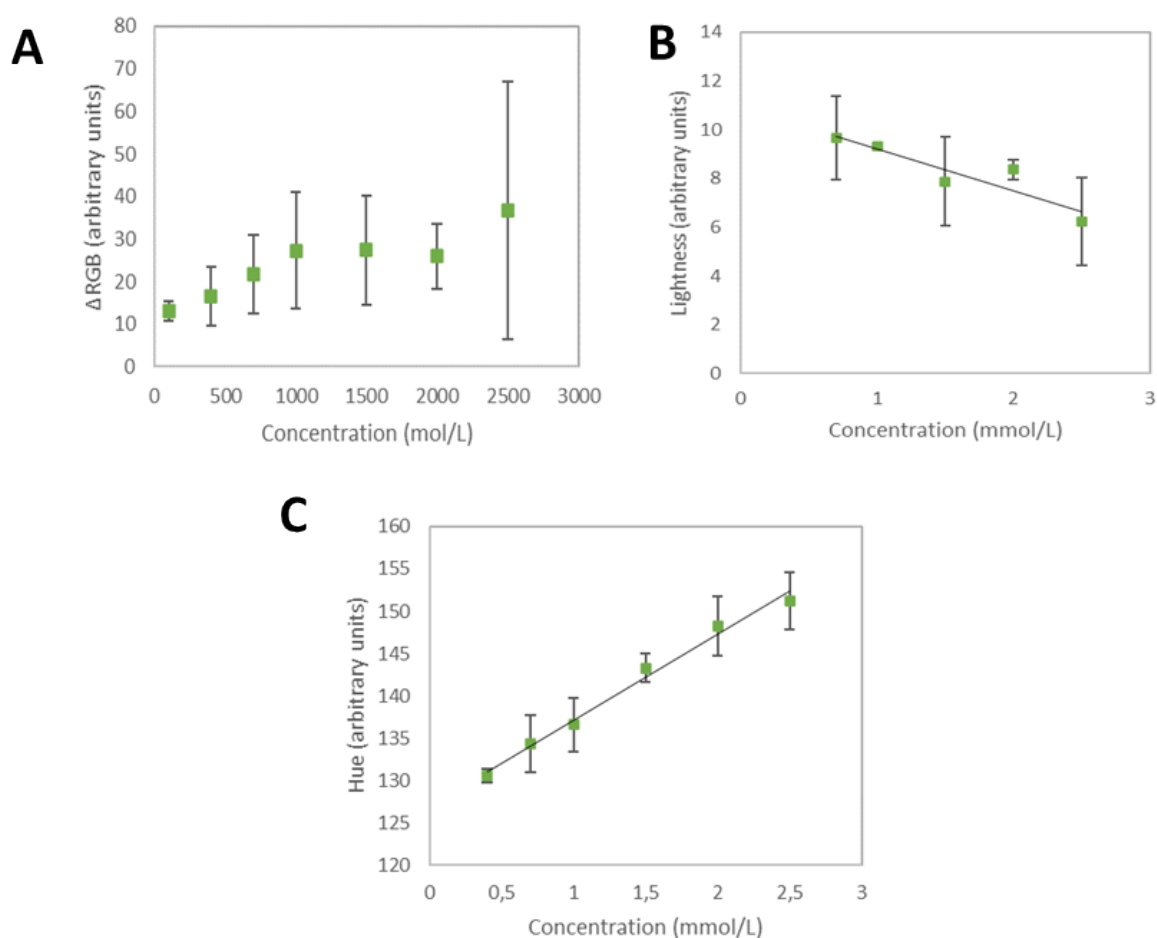 A
80
70
60
50
40
30
20
10
0
ΔRGB (arbitrary units)
0 500 1000 1500 2000 2500 3000
Concentration (mol/L)
B
14
12
10
8
6
4
2
0
Lightness (arbitrary units)
0 1 2 3
Concentration (mmol/L)
C
160
155
150
145
140
135
130
125
120
Hue (arbitrary units)
0 0,5 1 1,5 2 2,5 3
Concentration (mmol/L)